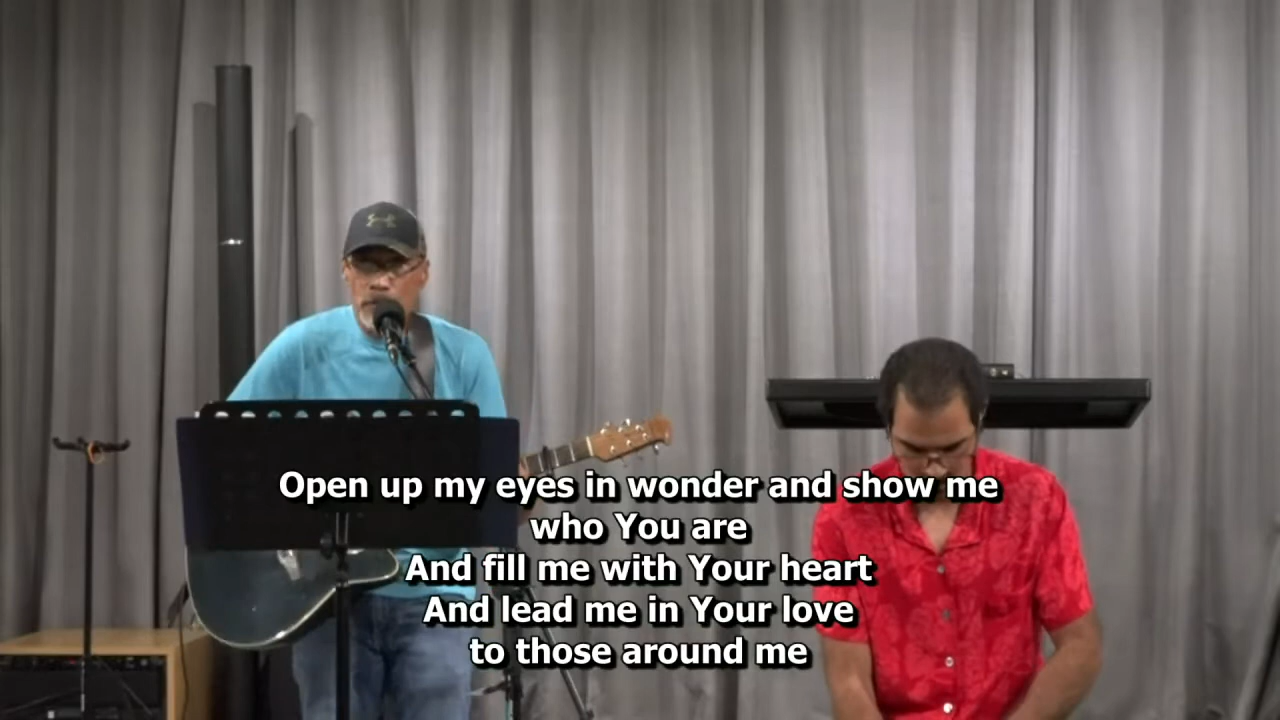 Open up my eyes in wonder and show me
who You are
And fill me with Your heart
And lead me in Your love
to those around me